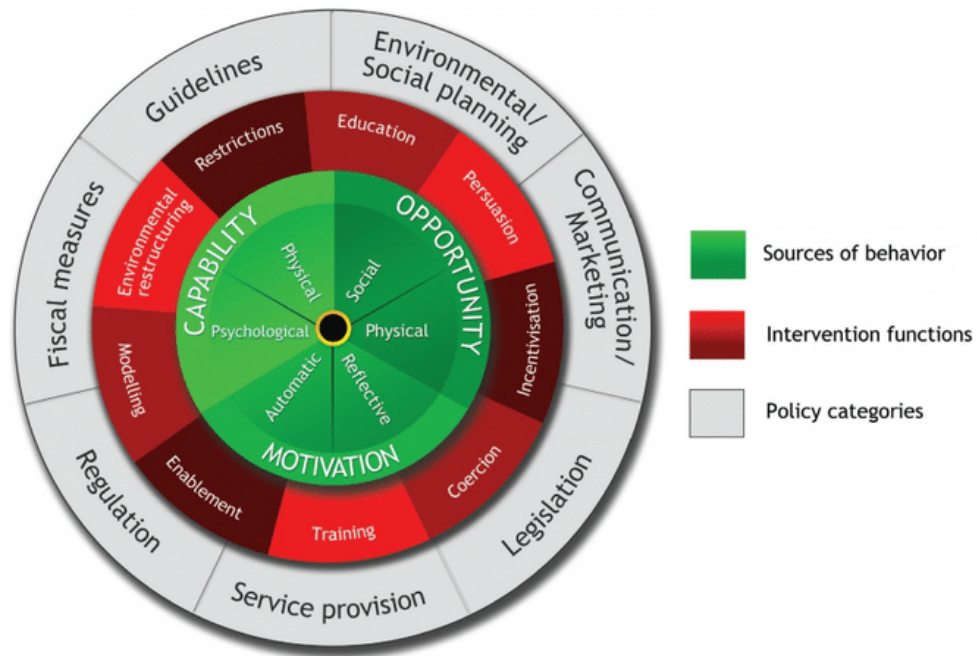 Guidelines
Environmental/
Social planning
Communication/
Marketing
Legislation
Service provision
Regulation
Fiscal measures
Restrictions
Education
Persuasion
Incentivisation
Coercion
Training
Enablement
Modelling
Environmental
restructuring
CAPABILITY
OPPORTUNITY
MOTIVATION
Physical
Social
Physical
Reflective
Automatic
Psychological
Sources of behavior
Intervention functions
Policy categories